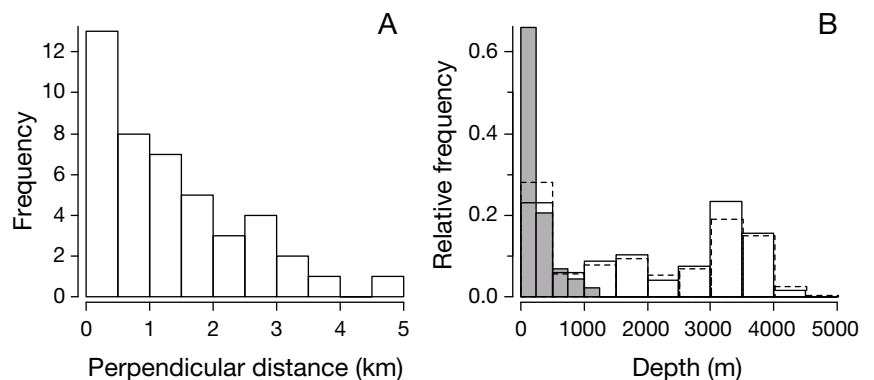 A
Frequency
12
10
8
6
4
2
0
0 1 2 3 4 5
Perpendicular distance (km)
B
Relative frequency
0.6
0.4
0.2
0.0
0 1000 2000 3000 4000 5000
Depth (m)